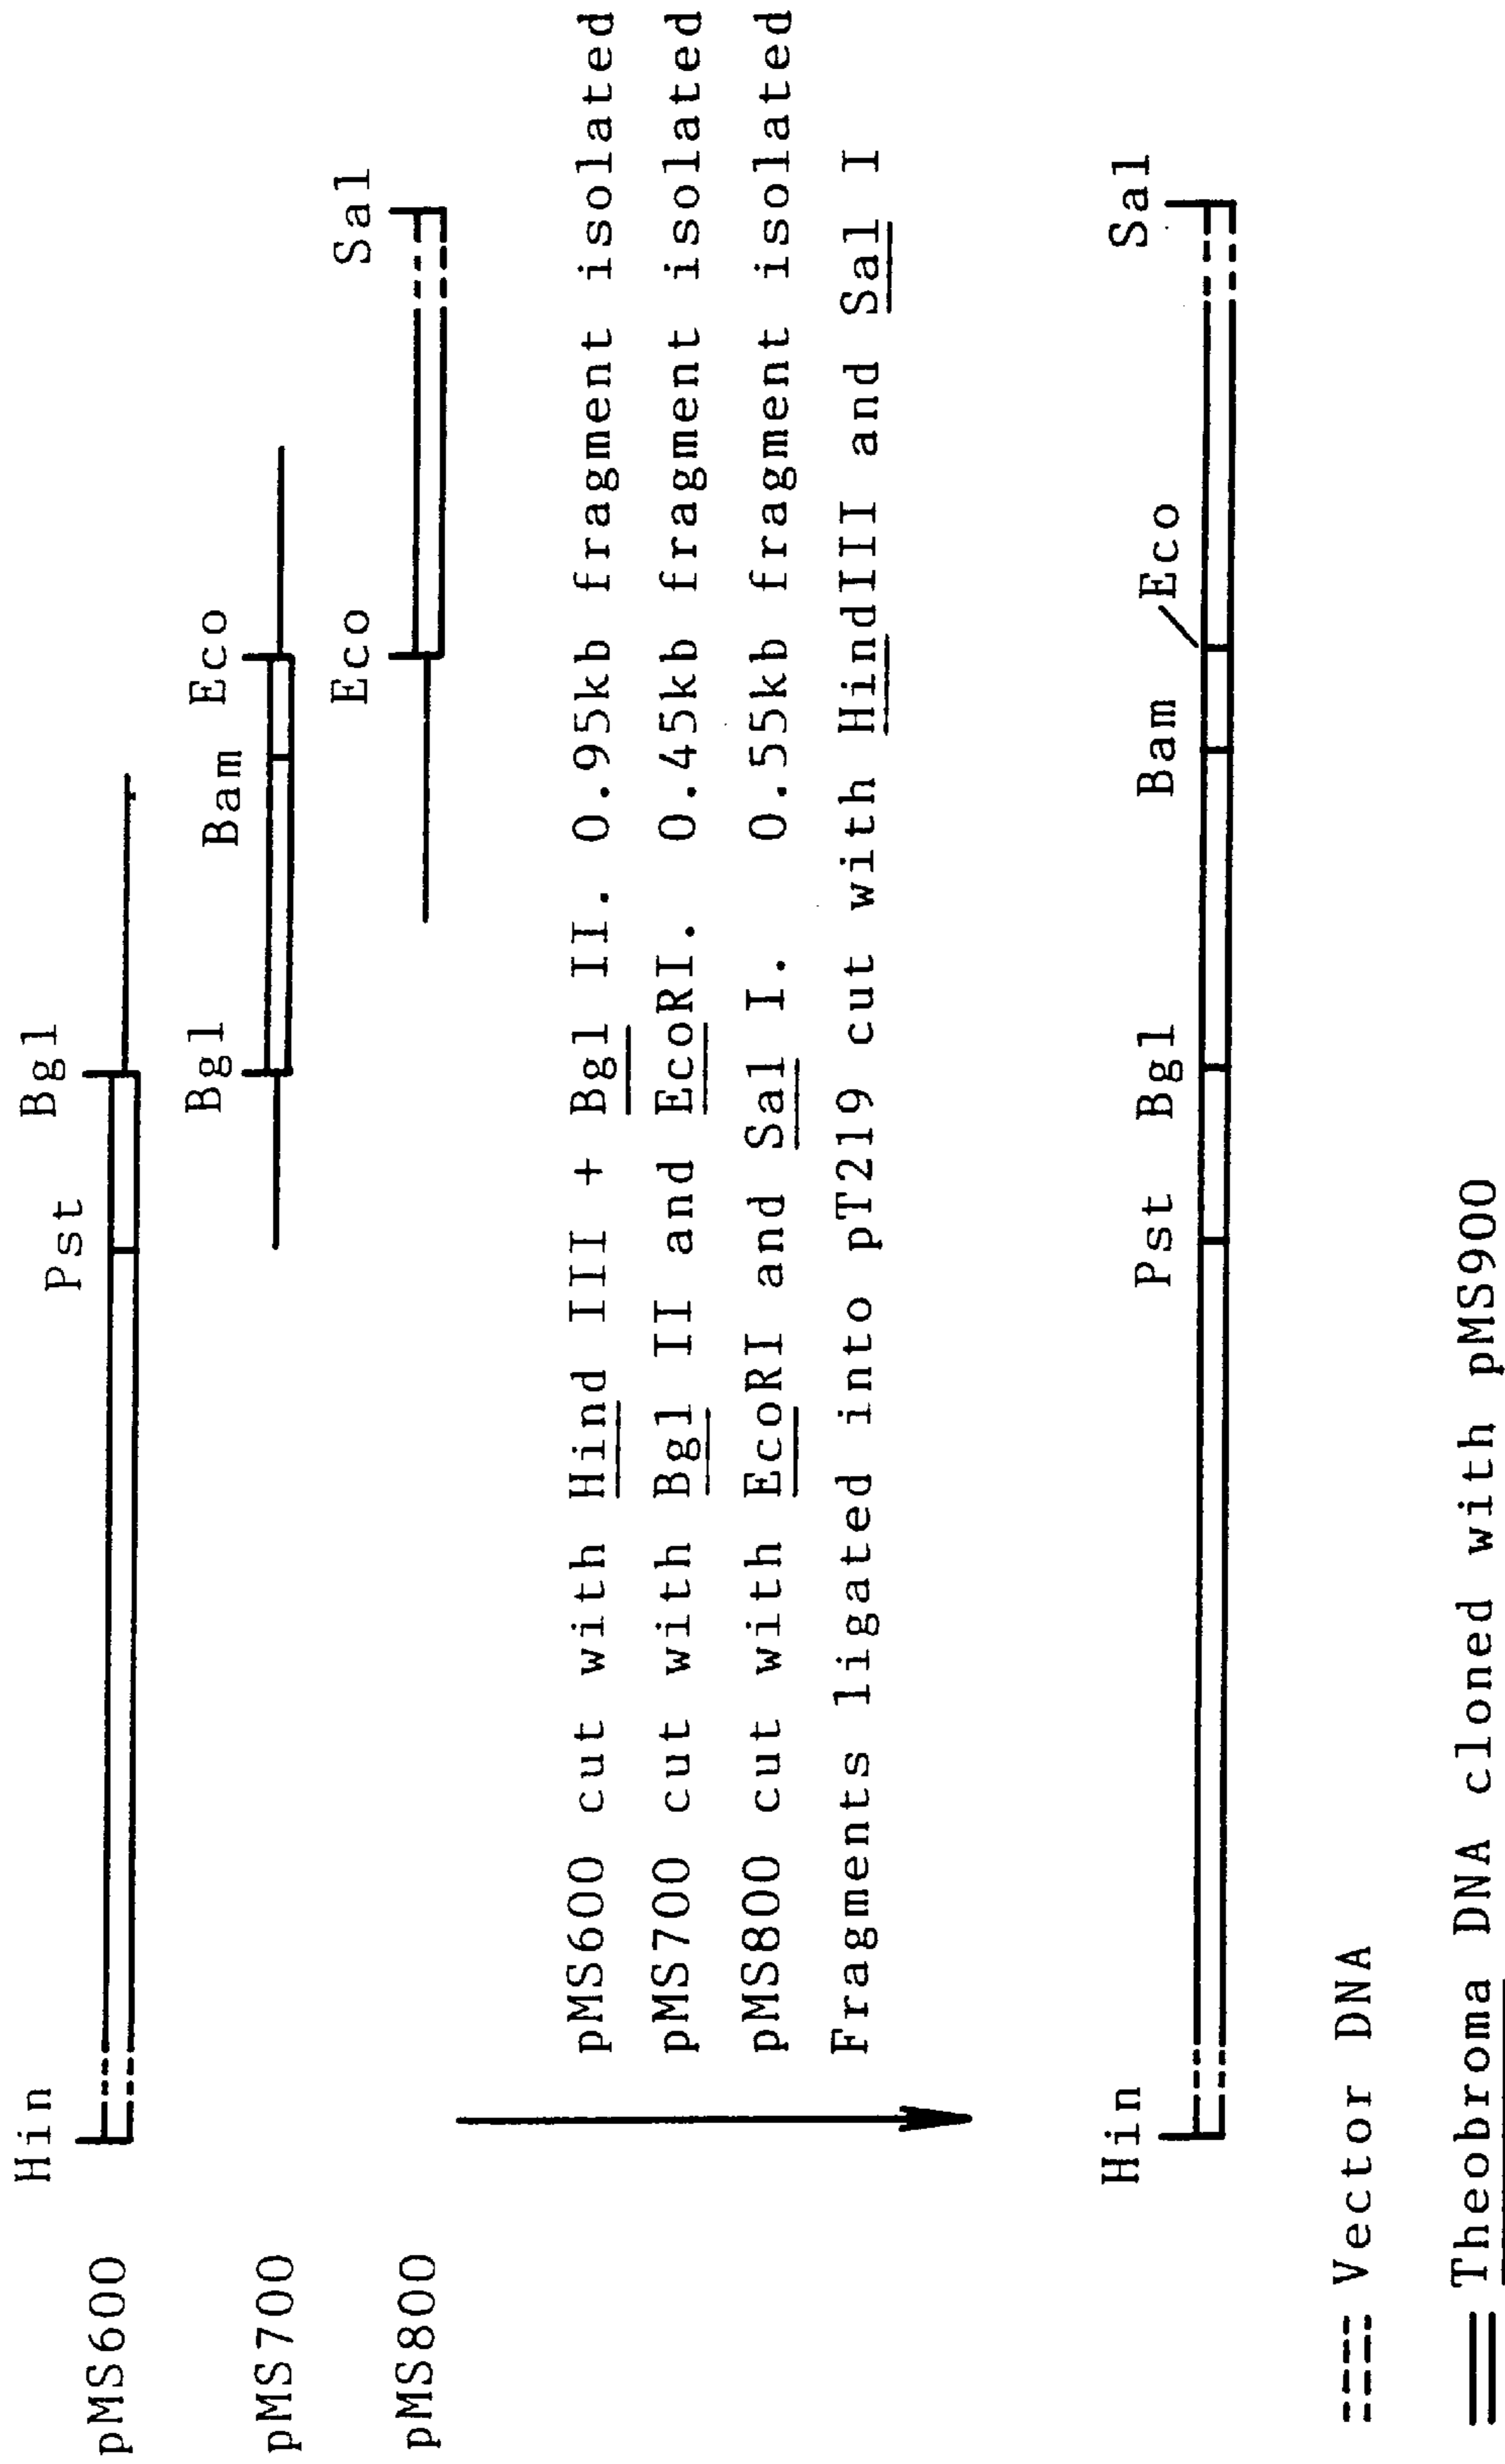 Hin
Pst
Bgl
pMS600
Bgl
Bam
Eco
pMS700
Eco
Sal
pMS800
pMS600 cut with Hind III + Bgl II. 0.95kb fragment isolated
pMS700 cut with Bgl II and EcoRI. 0.45kb fragment isolated
pMS800 cut with EcoRI and Sal I. 0.55kb fragment isolated
Fragments ligated into pT219 cut with HindIII and Sal I
Hin
Pst
Bgl
Bam
Eco
Sal
Vector DNA
Theobroma DNA cloned with pMS900